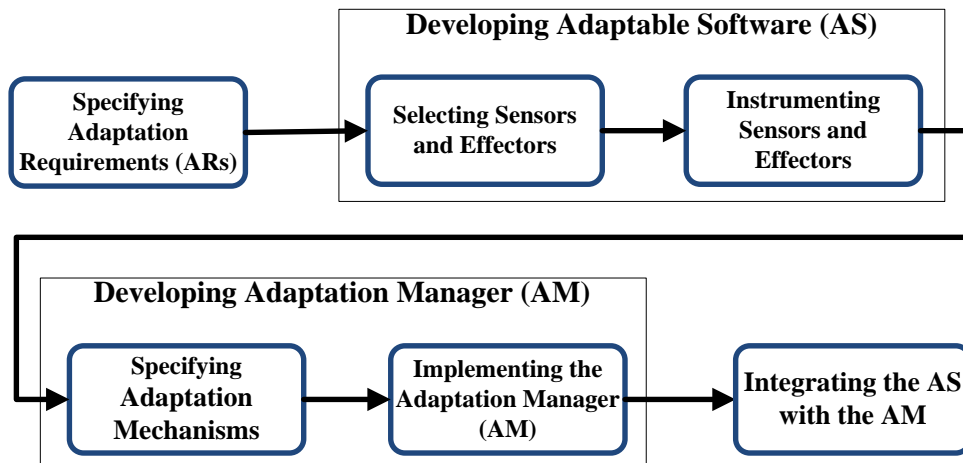 Developing Adaptable Software (AS)
Specifying
Adaptation
Requirements (ARs)
Selecting Sensors
and Effectors
Instrumenting
Sensors and
Effectors
Developing Adaptation Manager (AM)
Specifying
Adaptation
Mechanisms
Implementing the
Adaptation Manager
(AM)
Integrating the AS
with the AM